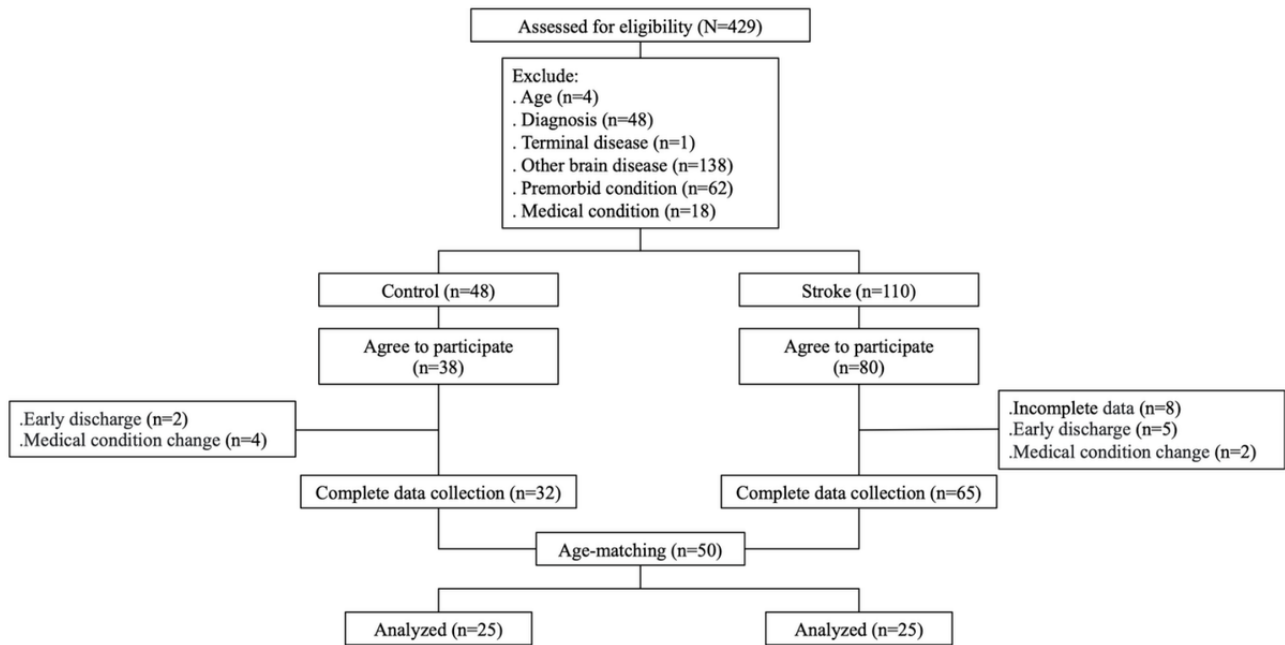 Assessed for eligibility (N=429)
Exclude:
. Age (n=4)
. Diagnosis (n=48)
. Terminal disease (n=1)
. Other brain disease (n=138)
. Premorbid condition (n=62)
. Medical condition (n=18)
Control (n=48)
Stroke (n=110)
Agree to participate
(n=38)
Agree to participate
(n=80)
.Early discharge (n=2)
.Medical condition change (n=4)
.Incomplete data (n=8)
.Early discharge (n=5)
.Medical condition change (n=2)
Complete data collection (n=32)
Complete data collection (n=65)
Age-matching (n=50)
Analyzed (n=25)
Analyzed (n=25)